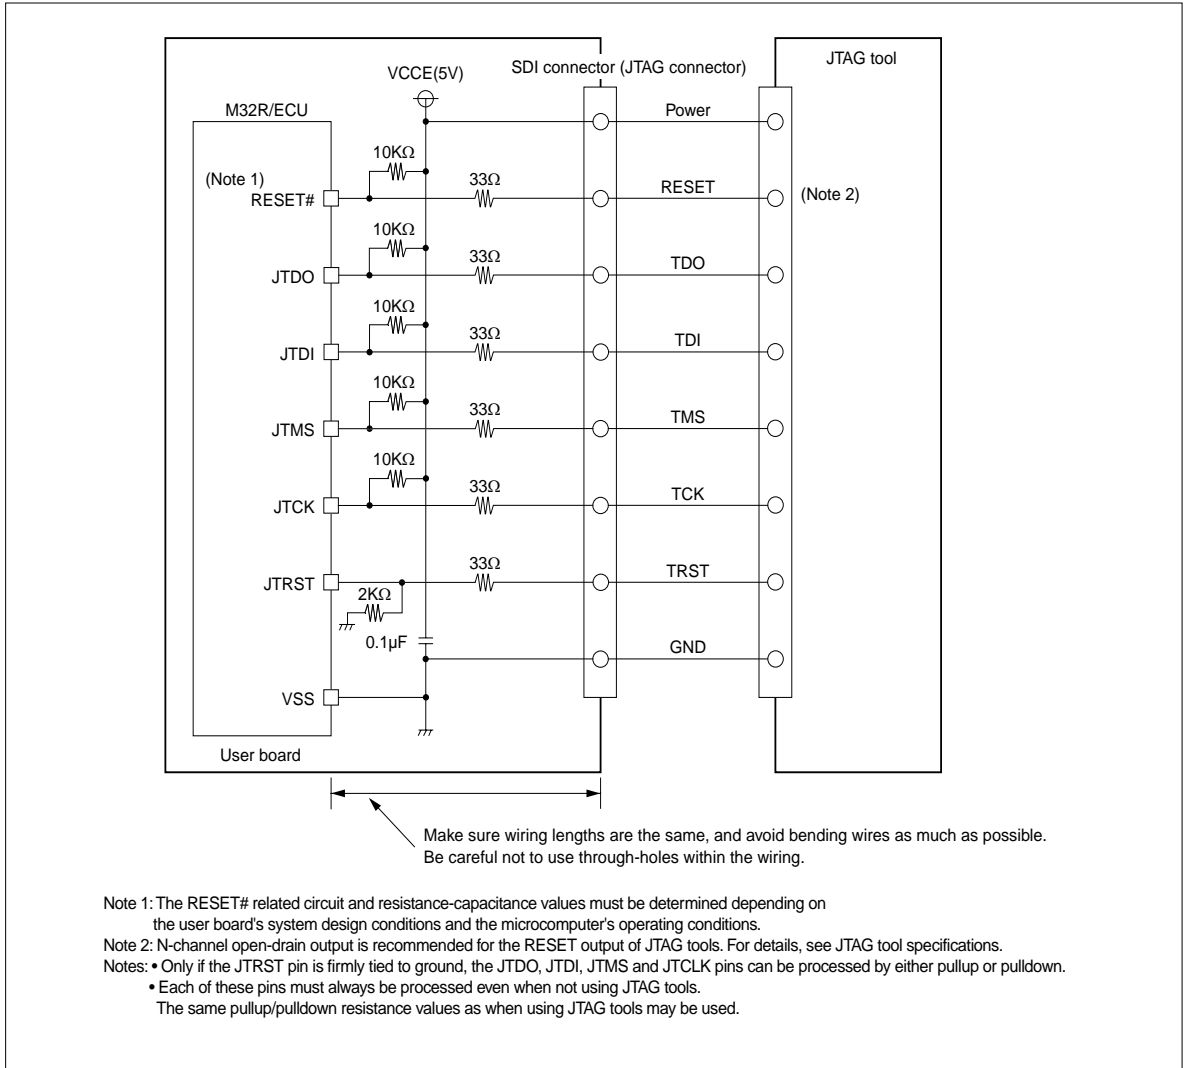 JTAG tool
SDI connector (JTAG connector)
VCCE(5V)
M32R/ECU
Power
10KΩ
(Note 1)
33Ω
RESET
(Note 2)
RESET#
10KΩ
33Ω
TDO
JTDO
10KΩ
33Ω
TDI
JTDI
10KΩ
33Ω
TMS
JTMS
10KΩ
33Ω
TCK
JTCK
33Ω
TRST
JTRST
2KΩ
0.1µF
GND
VSS
User board
Make sure wiring lengths are the same, and avoid bending wires as much as possible.
Be careful not to use through-holes within the wiring.
Note 1: The RESET# related circuit and resistance-capacitance values must be determined depending on
the user board's system design conditions and the microcomputer's operating conditions.
Note 2: N-channel open-drain output is recommended for the RESET output of JTAG tools. For details, see JTAG tool specifications.
Notes: • Only if the JTRST pin is firmly tied to ground, the JTDO, JTDI, JTMS and JTCLK pins can be processed by either pullup or pulldown.
• Each of these pins must always be processed even when not using JTAG tools.
The same pullup/pulldown resistance values as when using JTAG tools may be used.